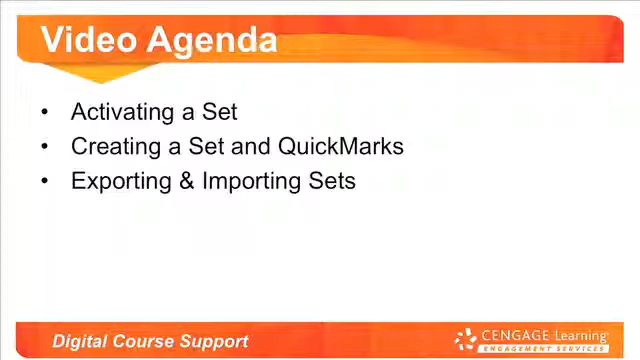 Video Agenda
• Activating a Set
• Creating a Set and QuickMarks
• Exporting & Importing Sets
Digital Course Support
CENGAGE Learning
ENGAGEMENT SERVICES